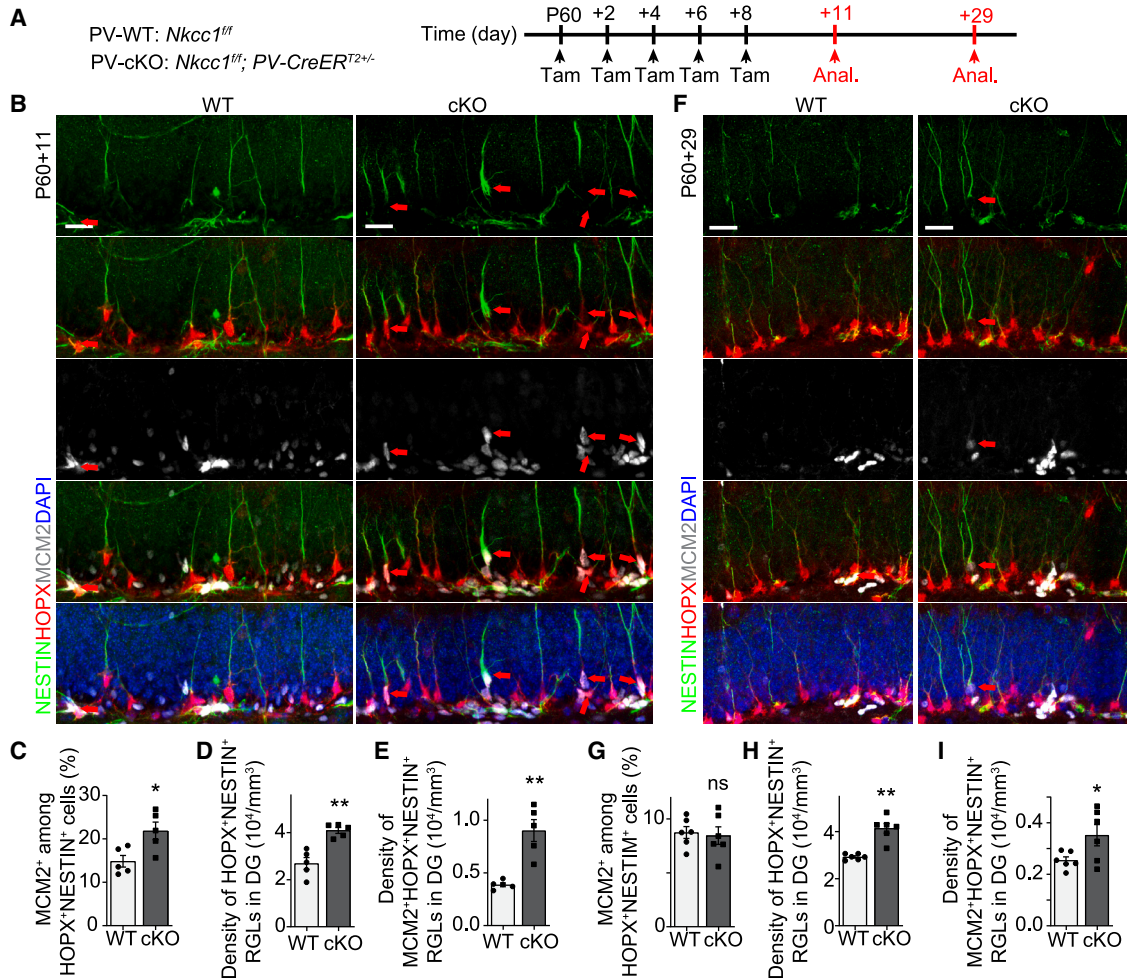 A
PV-WT: Nkcc1f/f
PV-cKO: Nkcc1f/f; PV-CreERT2+/-
Time (day)
P60 +2 +4 +6 +8 +11 +29
Tam Tam Tam Tam Tam Anal. Anal.
B
WT cKO
P60+11
NESTINHOPXMCM2DAPI
F
WT cKO
P60+29
NESTINHOPXMCM2DAPI
C
MCM2+ among
HOPX+NESTIN+ cells (%)
30
20
10
0
*
WT cKO
D
Density of HOPX+NESTIN+
RGLs in DG (104/mm3)
4
2
0
**
WT cKO
E
Density of
MCM2+HOPX+NESTIN+
RGLs in DG (104/mm3)
1.0
0.5
0.0
**
WT cKO
G
MCM2+ among
HOPX+NESTIM+ cells (%)
10
5
0
ns
WT cKO
H
Density of HOPX+NESTIN+
RGLs in DG (104/mm3)
6
4
2
0
**
WT cKO
I
Density of
MCM2+HOPX+NESTIN+
RGLs in DG (104/mm3)
0.4
0.2
0.0
*
WT cKO